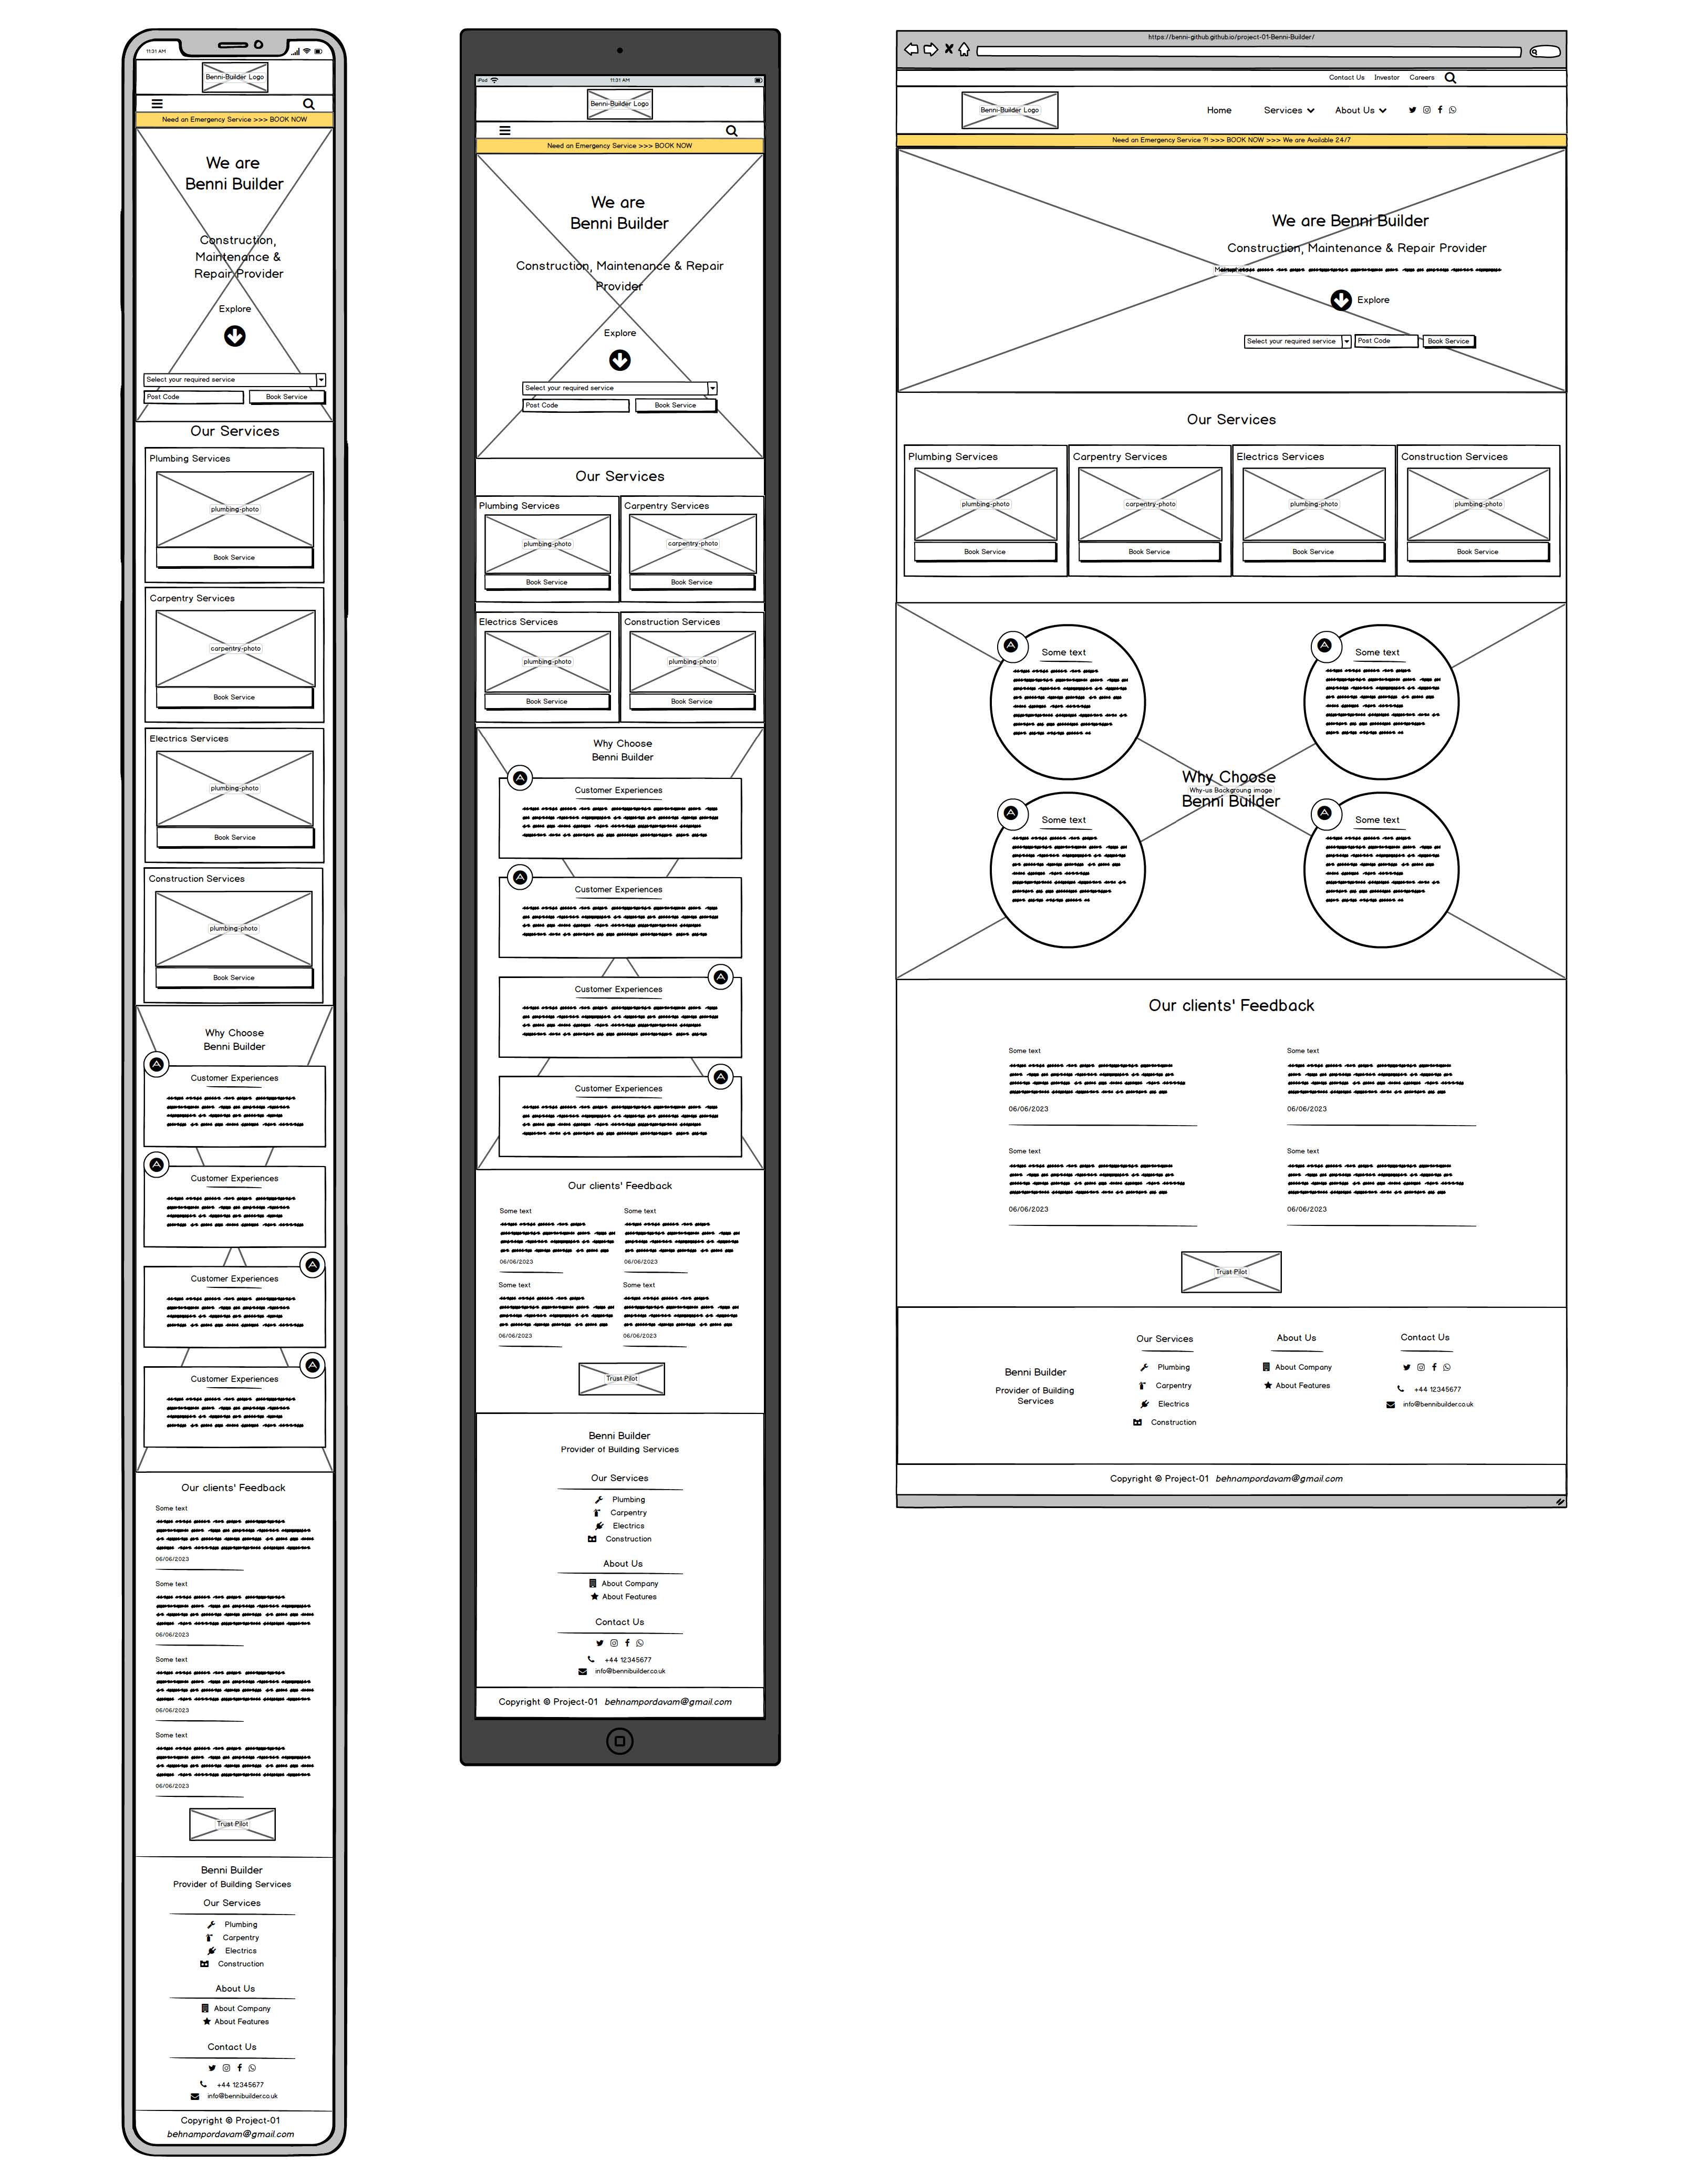 11:31 AM
Benni-Builder Logo
Need an Emergency Service >>> BOOK NOW
We are
Benni Builder
Construction,
Maintenance &
Repair Provider
Explore
Select your required service
Post Code
Book Service
Our Services
Plumbing Services
plumbing-photo
Book Service
Carpentry Services
carpentry-photo
Book Service
Electrics Services
plumbing-photo
Book Service
Construction Services
plumbing-photo
Book Service
Why Choose
Benni Builder
Customer Experiences
Customer Experiences
Customer Experiences
Customer Experiences
Our clients' Feedback
Some text
06/06/2023
Some text
06/06/2023
Some text
06/06/2023
Some text
06/06/2023
Trust Pilot
Benni Builder
Provider of Building Services
Our Services
Plumbing
Carpentry
Electrics
Construction
About Us
About Company
About Features
Contact Us
+44 12345677
info@bennibuilder.co.uk
Copyright © Project-01
behnampordavam@gmail.com
iPod
11:31 AM
Benni-Builder Logo
Need an Emergency Service >>> BOOK NOW
We are
Benni Builder
Construction, Maintenance & Repair
Provider
Explore
Select your required service
Post Code
Book Service
Our Services
Plumbing Services
plumbing-photo
Book Service
Carpentry Services
carpentry-photo
Book Service
Electrics Services
plumbing-photo
Book Service
Construction Services
plumbing-photo
Book Service
Why Choose
Benni Builder
Customer Experiences
Customer Experiences
Customer Experiences
Customer Experiences
Our clients' Feedback
Some text
06/06/2023
Some text
06/06/2023
Some text
06/06/2023
Some text
06/06/2023
Trust Pilot
Benni Builder
Provider of Building Services
Our Services
Plumbing
Carpentry
Electrics
Construction
About Us
About Company
About Features
Contact Us
+44 12345677
info@bennibuilder.co.uk
Copyright © Project-01 behnampordavam@gmail.com
https://benni-github.github.io/project-01-Benni-Builder/
Contact Us Investor Careers
Benni-Builder Logo
Home Services About Us
Need an Emergency Service ?! >>> BOOK NOW >>> We are Available 24/7
We are Benni Builder
Construction, Maintenance & Repair Provider
Explore
Select your required service
Post Code
Book Service
Our Services
Plumbing Services
plumbing-photo
Book Service
Carpentry Services
carpentry-photo
Book Service
Electrics Services
plumbing-photo
Book Service
Construction Services
plumbing-photo
Book Service
Some text
Some text
Why Choose
Why-us Backgroung image
Benni Builder
Some text
Some text
Our clients' Feedback
Some text
06/06/2023
Some text
06/06/2023
Some text
06/06/2023
Some text
06/06/2023
Trust Pilot
Benni Builder
Provider of Building
Services
Our Services
Plumbing
Carpentry
Electrics
Construction
About Us
About Company
About Features
Contact Us
+44 12345677
info@bennibuilder.co.uk
Copyright © Project-01 behnampordavam@gmail.com